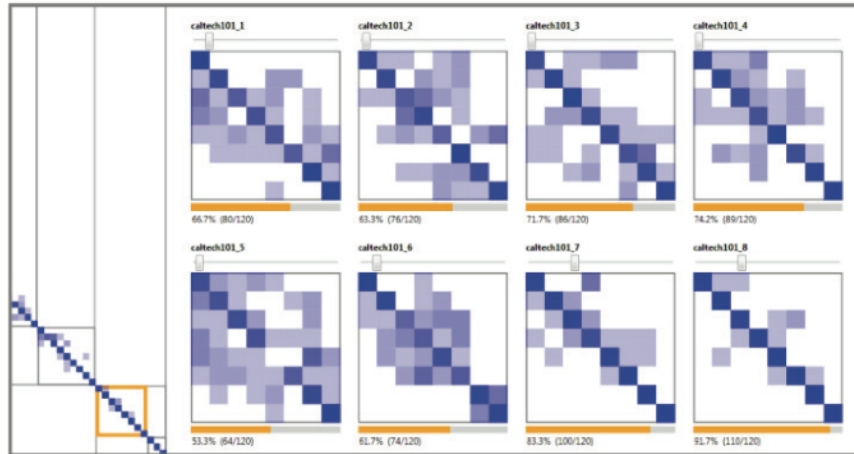 caltech101_1
caltech101_2
caltech101_3
caltech101_4
66.7% (80/120)
63.3% (76/120)
71.7% (86/120)
74.2% (89/120)
caltech101_5
caltech101_6
caltech101_7
caltech101_8
53.3% (64/120)
61.7% (74/120)
83.3% (100/120)
91.7% (110/120)